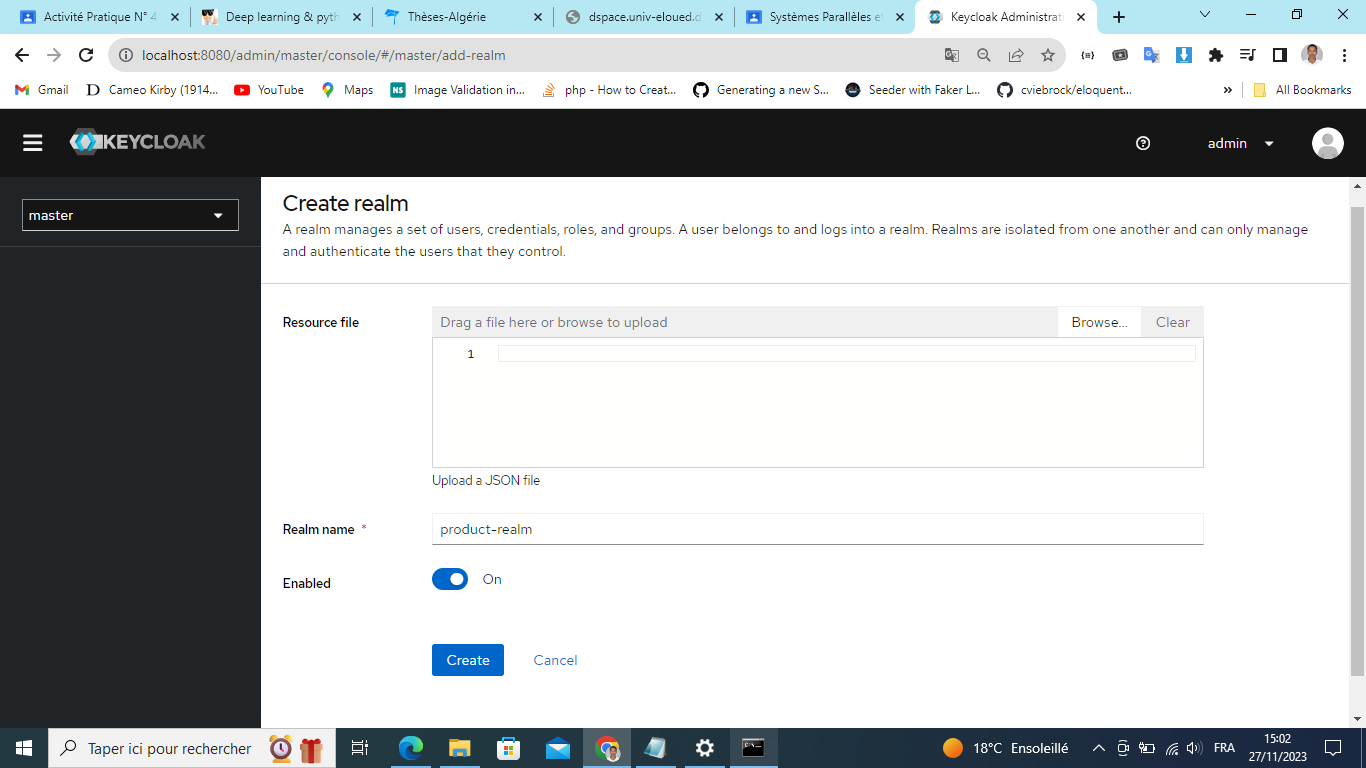 Activité Pratique N° 4
Deep learning & pyth
Thèses-Algérie
dspace.univ-eloued.d
Systèmes Parallèles et
Keycloak Administrat
localhost:8080/admin/master/console/#/master/add-realm
Gmail
Cameo Kirby (1914...
YouTube
Maps
NS
Image Validation in...
php - How to Creat...
Generating a new S...
Seeder with Faker L...
cviebrock/eloquent...
»
All Bookmarks
KEYCLOAK
admin
master
Create realm
A realm manages a set of users, credentials, roles, and groups. A user belongs to and logs into a realm. Realms are isolated from one another and can only manage
and authenticate the users that they control.
Resource file
Drag a file here or browse to upload
Browse...
Clear
1
Upload a JSON file
Realm name *
product-realm
Enabled
On
Create
Cancel
Taper ici pour rechercher
18°C Ensoleillé
FRA
15:02
27/11/2023